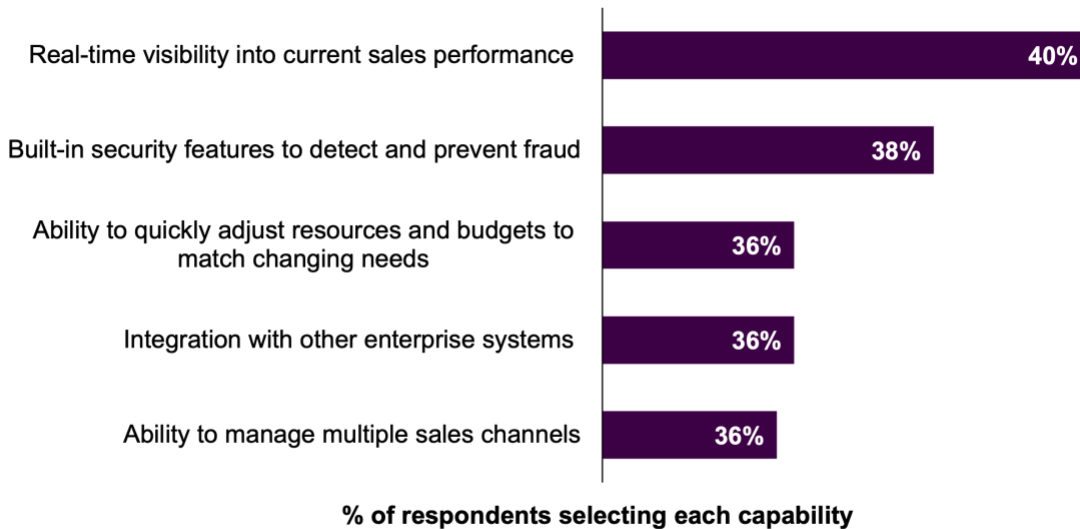 Real-time visibility into current sales performance
40%
Built-in security features to detect and prevent fraud
38%
Ability to quickly adjust resources and budgets to
match changing needs
36%
Integration with other enterprise systems
36%
Ability to manage multiple sales channels
36%
% of respondents selecting each capability